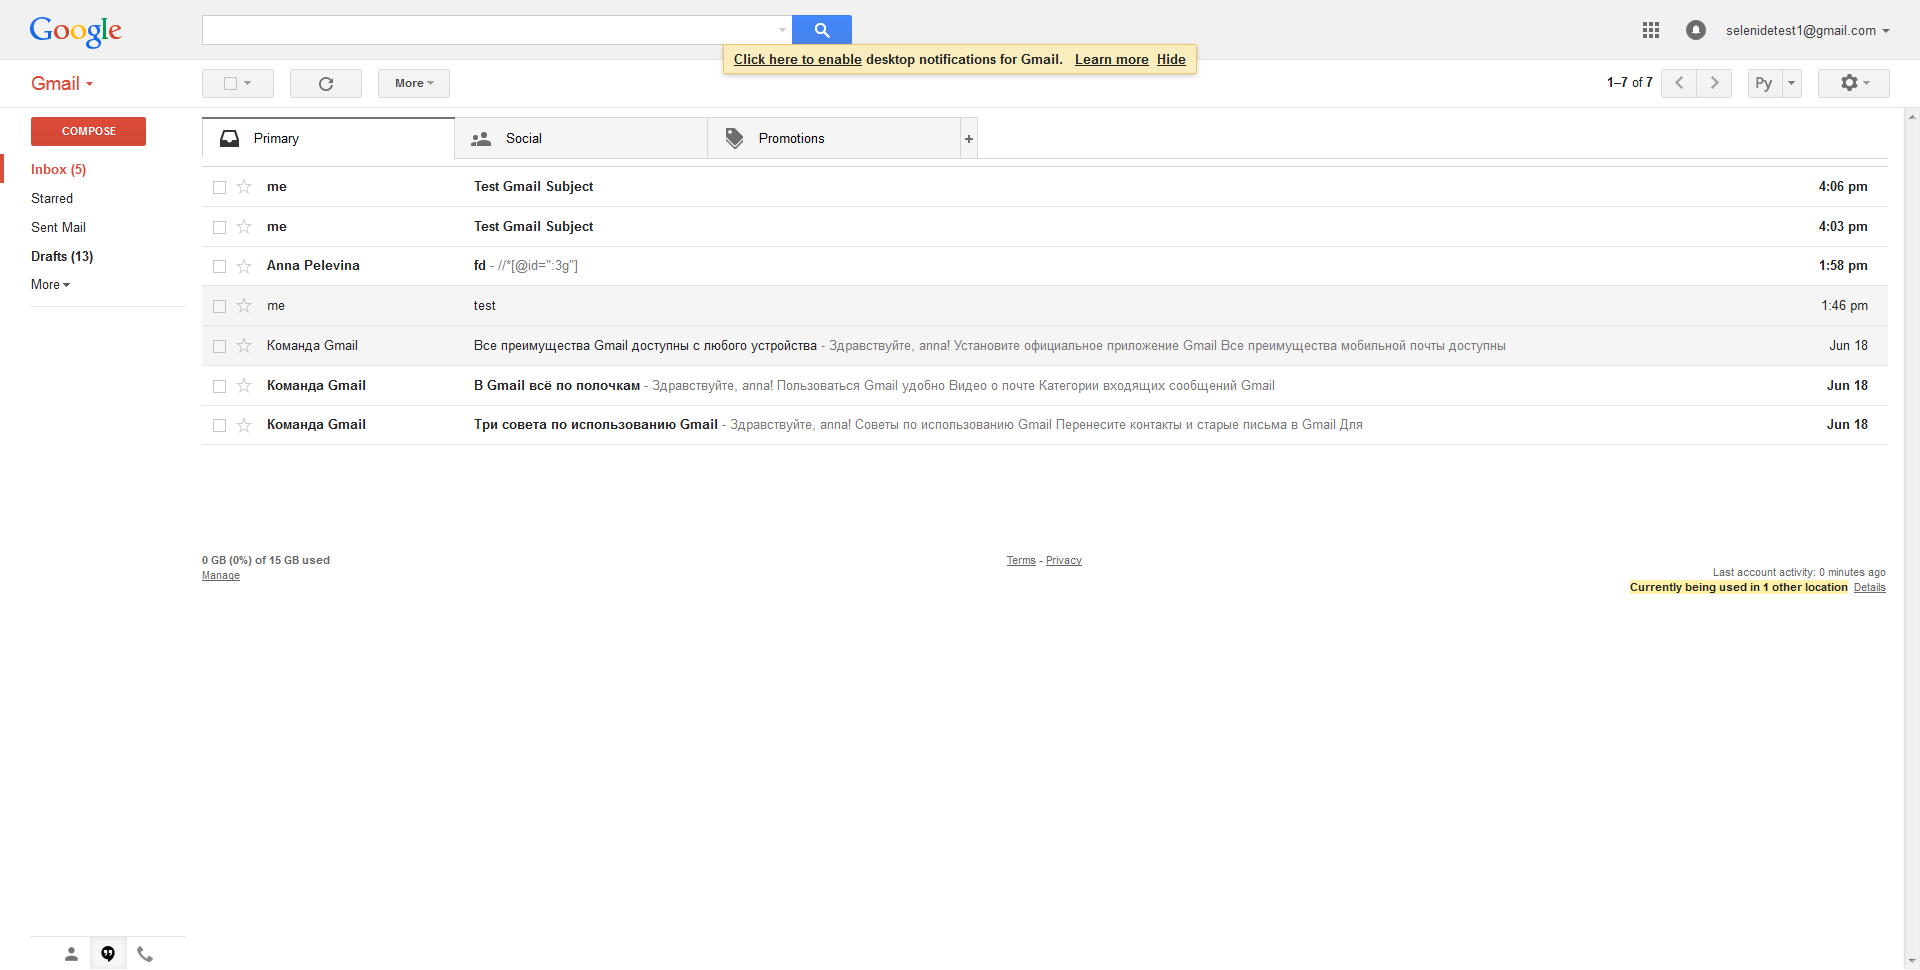 Google
selenidetest1@gmail.com
Click here to enable desktop notifications for Gmail. Learn more Hide
Gmail
More
1–7 of 7
Ру
COMPOSE
Primary
Social
Promotions
+
Inbox (5)
Starred
Sent Mail
Drafts (13)
More
me Test Gmail Subject 4:06 pm
me Test Gmail Subject 4:03 pm
Anna Pelevina fd - //*[@id=":3g"] 1:58 pm
me test 1:46 pm
Команда Gmail Все преимущества Gmail доступны с любого устройства - Здравствуйте, anna! Установите официальное приложение Gmail Все преимущества мобильной почты доступны Jun 18
Команда Gmail В Gmail всё по полочкам - Здравствуйте, anna! Пользоваться Gmail удобно Видео о почте Категории входящих сообщений Gmail Jun 18
Команда Gmail Три совета по использованию Gmail - Здравствуйте, anna! Советы по использованию Gmail Перенесите контакты и старые письма в Gmail Для Jun 18
0 GB (0%) of 15 GB used
Manage
Terms - Privacy
Last account activity: 0 minutes ago
Currently being used in 1 other location Details